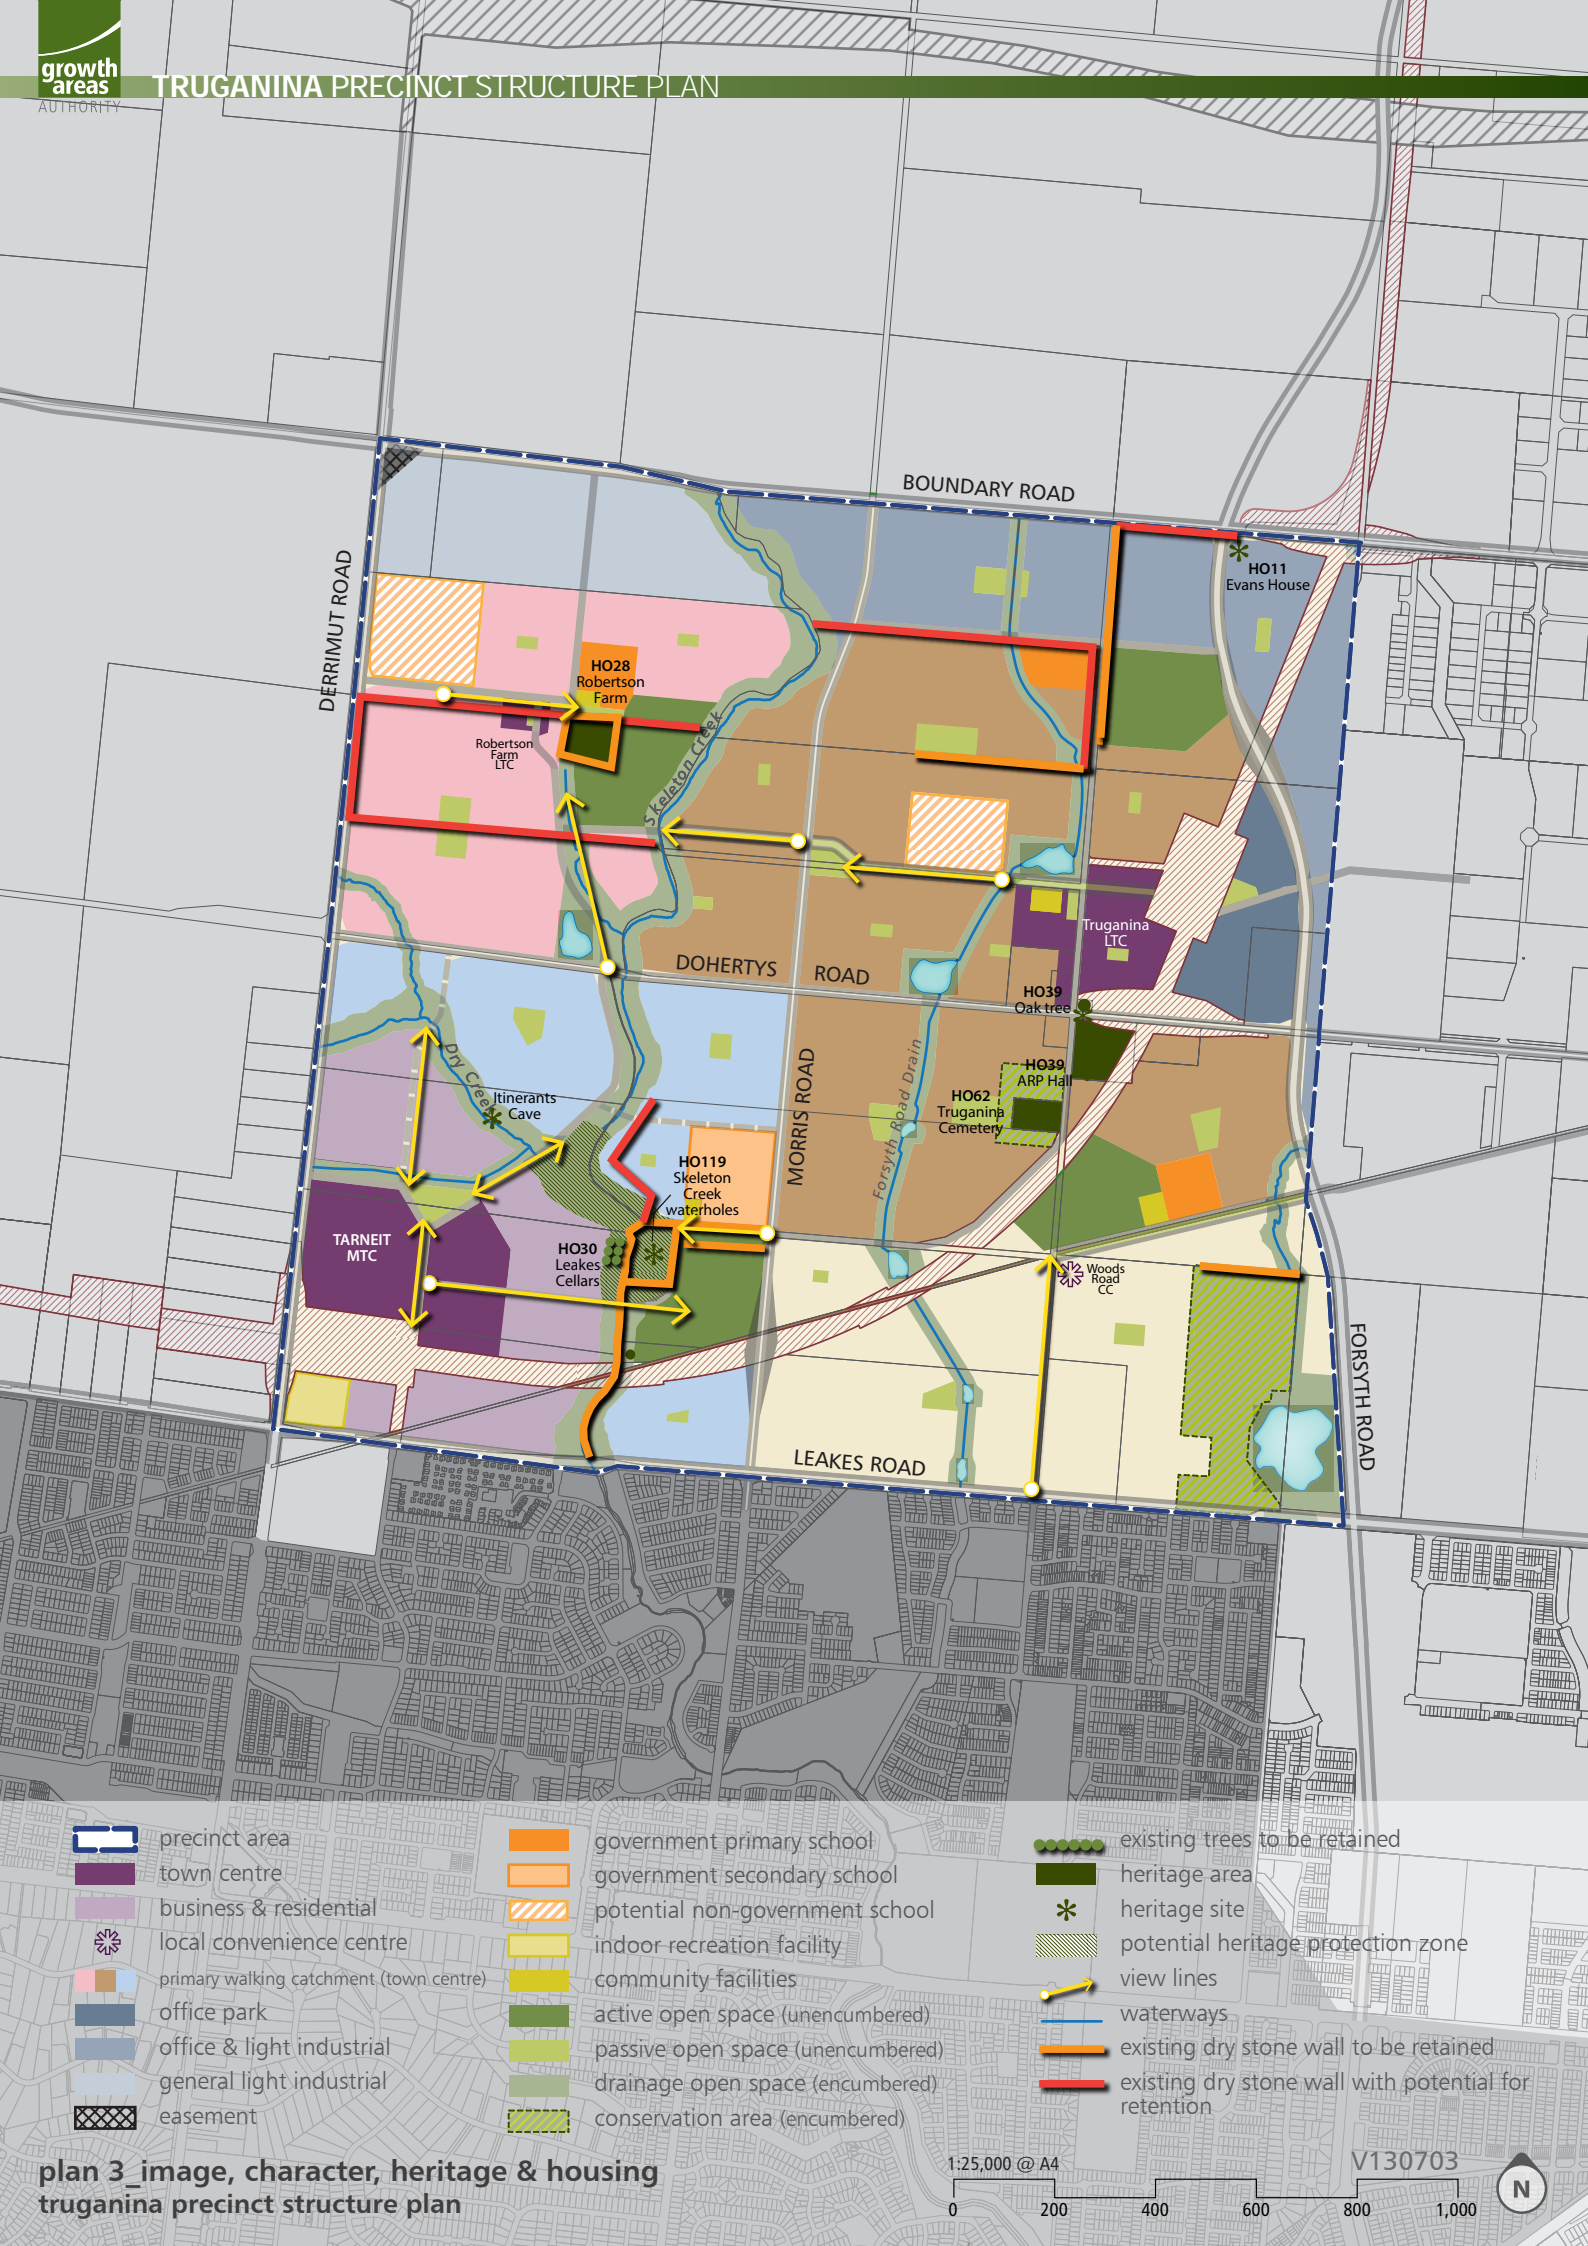 growth
areas
AUTHORITY
TRUGANINA PRECINCT STRUCTURE PLAN
BOUNDARY ROAD
DERRIMUT ROAD
HO11
Evans House
HO28
Robertson
Farm
Robertson
Farm
LTC
Skeleton Creek
Truganina
LTC
DOHERTYS ROAD
HO39
Oak tree
Dry Creek
Itinerants
Cave
MORRIS ROAD
Forsyth Road Drain
HO39
ARP Hall
HO62
Truganina
Cemetery
HO119
Skeleton
Creek
waterholes
TARNEIT
MTC
HO30
Leakes
Cellars
Woods
Road
CC
FORSYTH ROAD
LEAKES ROAD
precinct area
town centre
business & residential
local convenience centre
primary walking catchment (town centre)
office park
office & light industrial
general light industrial
easement
government primary school
government secondary school
potential non-government school
indoor recreation facility
community facilities
active open space (unencumbered)
passive open space (unencumbered)
drainage open space (encumbered)
conservation area (encumbered)
existing trees to be retained
heritage area
heritage site
potential heritage protection zone
view lines
waterways
existing dry stone wall to be retained
existing dry stone wall with potential for
retention
plan 3_image, character, heritage & housing
truganina precinct structure plan
1:25,000 @ A4
V130703
0 200 400 600 800 1,000
N